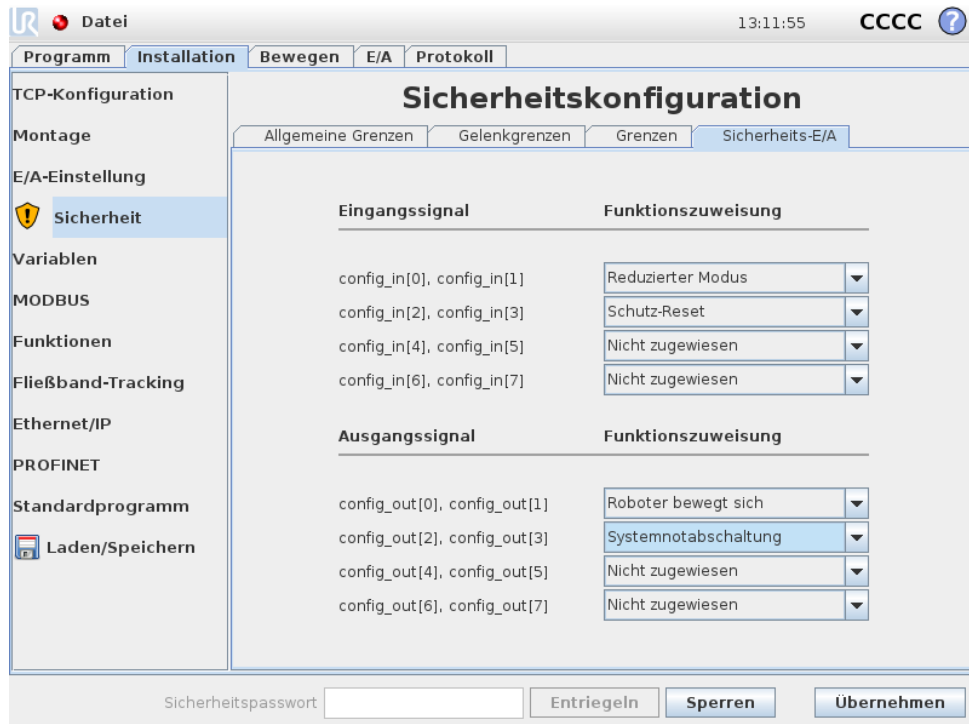 UR Datei 13:11:55 CCCC ?
Programm Installation Bewegen E/A Protokoll
TCP-Konfiguration
Montage
E/A-Einstellung
Sicherheit
Variablen
MODBUS
Funktionen
Fließband-Tracking
Ethernet/IP
PROFINET
Standardprogramm
Laden/Speichern
Sicherheitskonfiguration
Allgemeine Grenzen Gelenkgrenzen Grenzen Sicherheits-E/A
Eingangssignal Funktionszuweisung
config_in[0], config_in[1] Reduzierter Modus
config_in[2], config_in[3] Schutz-Reset
config_in[4], config_in[5] Nicht zugewiesen
config_in[6], config_in[7] Nicht zugewiesen
Ausgangssignal Funktionszuweisung
config_out[0], config_out[1] Roboter bewegt sich
config_out[2], config_out[3] Systemnotabschaltung
config_out[4], config_out[5] Nicht zugewiesen
config_out[6], config_out[7] Nicht zugewiesen
Sicherheitspasswort Entriegeln Sperren Übernehmen